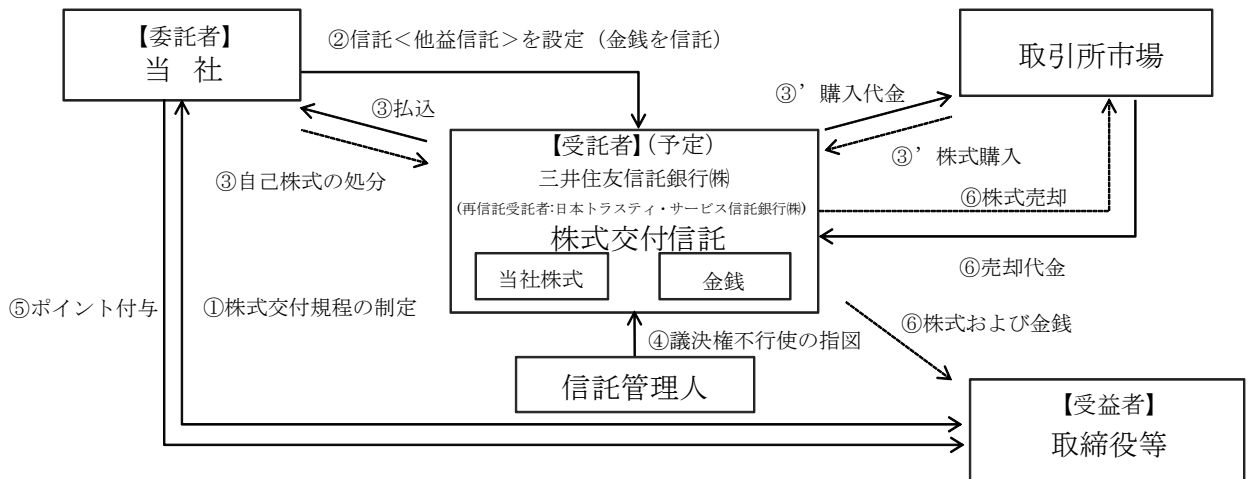 【委託者】
当 社
②信託＜他益信託＞を設定（金銭を信託）
取引所市場
③払込
③’購入代金
【受託者】(予定)
三井住友信託銀行㈱
(再信託受託者:日本トラスティ・サービス信託銀行㈱)
株式交付信託
当社株式
金銭
③自己株式の処分
③’株式購入
⑥株式売却
⑥売却代金
⑤ポイント付与
①株式交付規程の制定
⑥株式および金銭
④議決権不行使の指図
信託管理人
【受益者】
取締役等